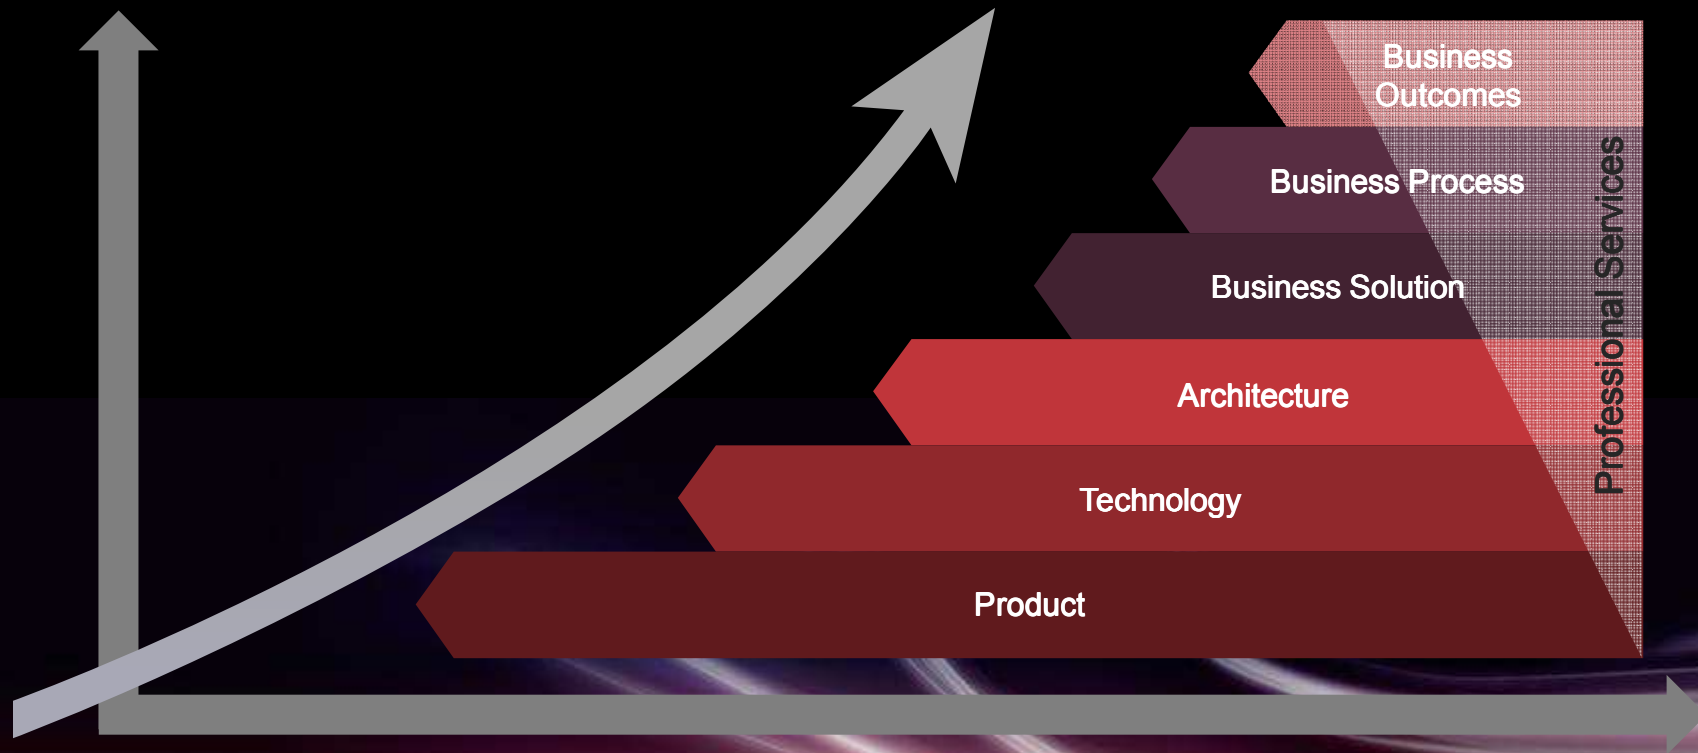 Business
Outcomes
Business Process
Business Solution
Architecture
Technology
Product
Professional Services